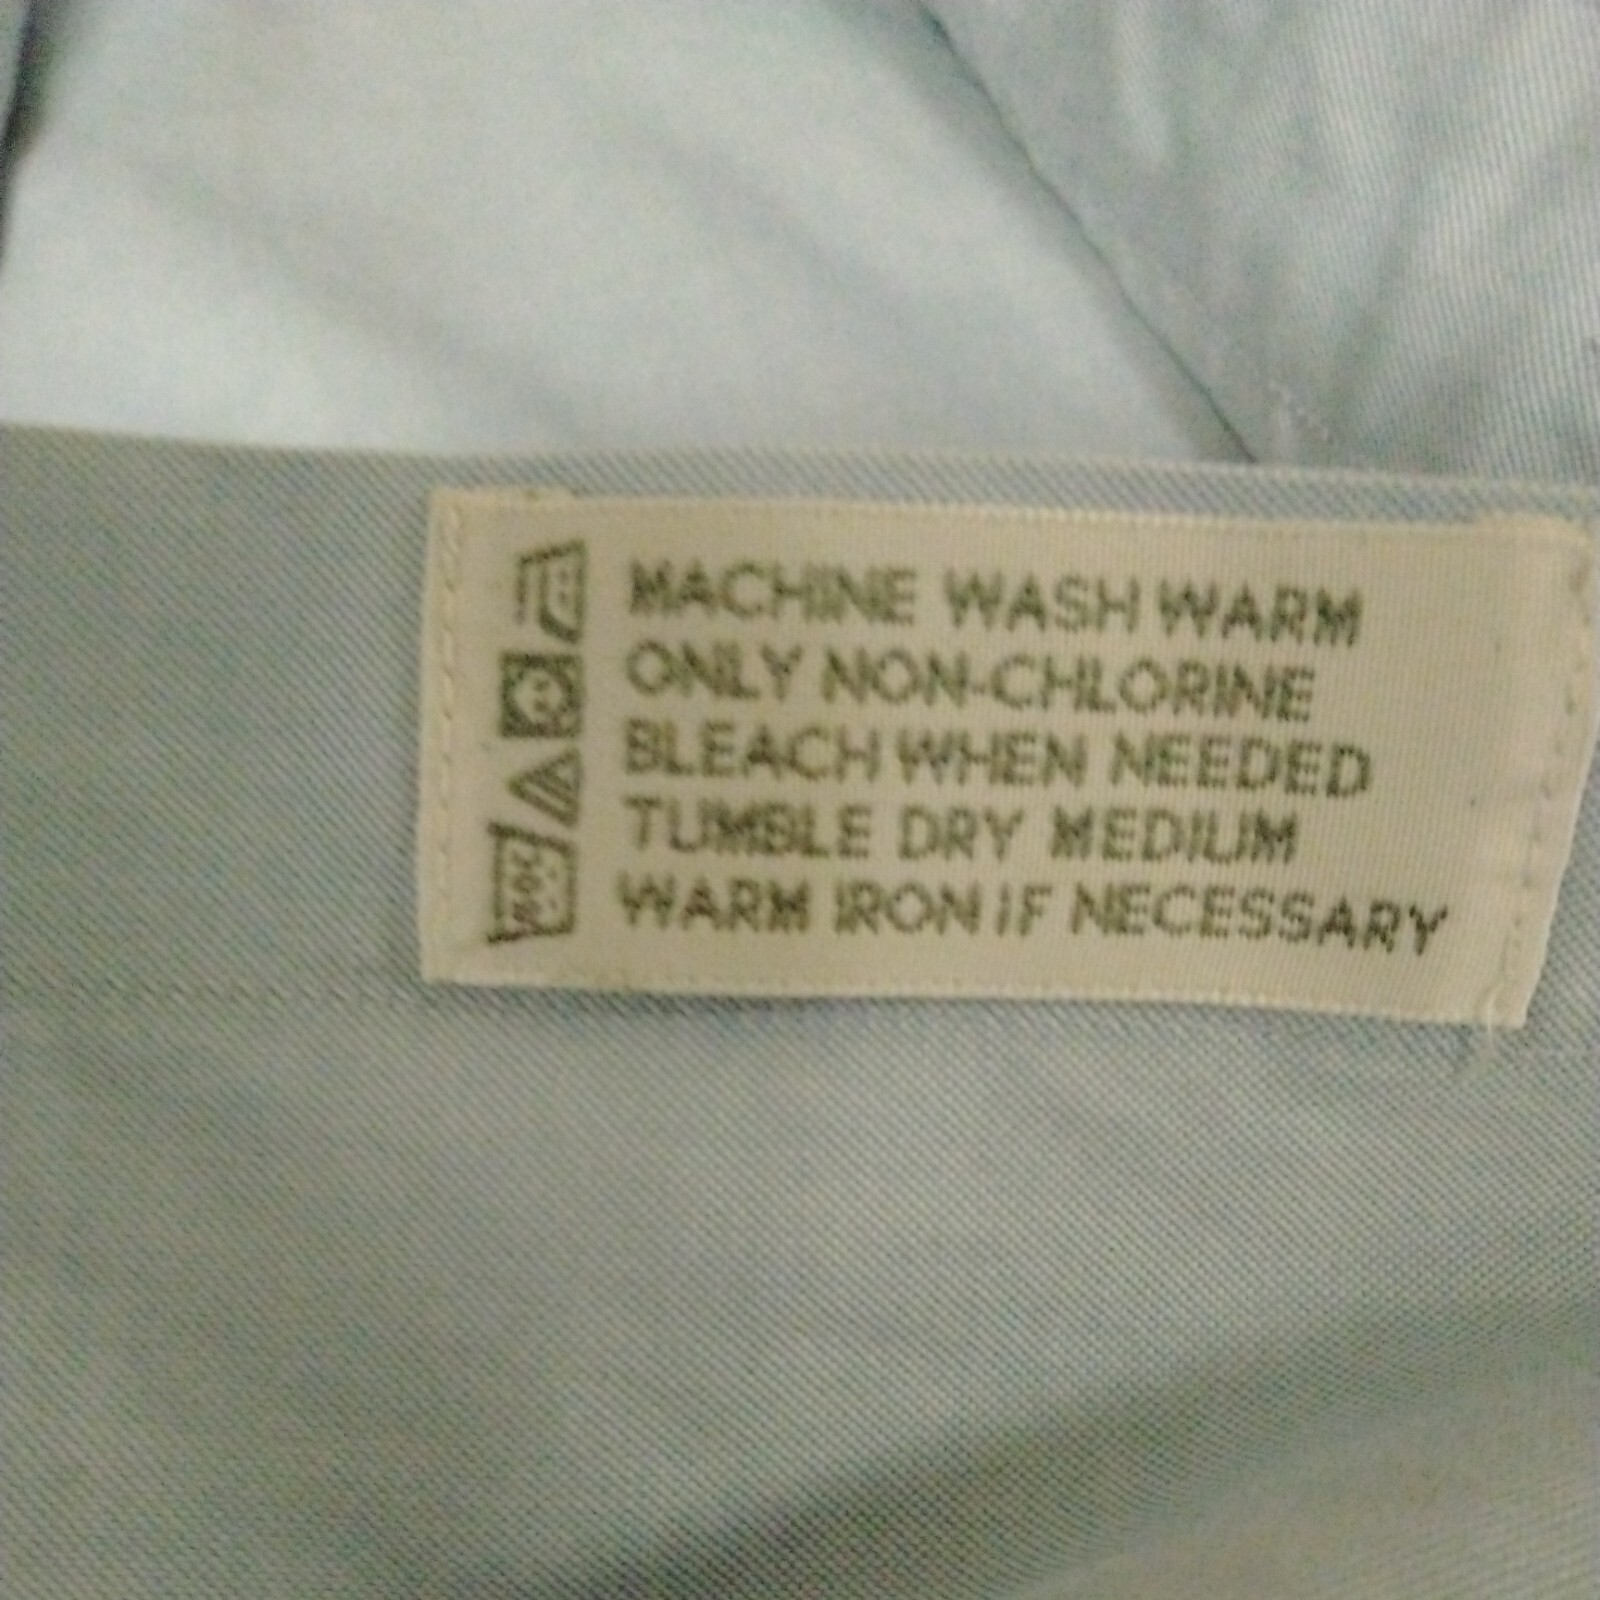 MACHINE WASH WARM
ONLY NON-CHLORINE
BLEACH WHEN NEEDED
TUMBLE DRY MEDIUM
WARM IRON IF NECESSARY